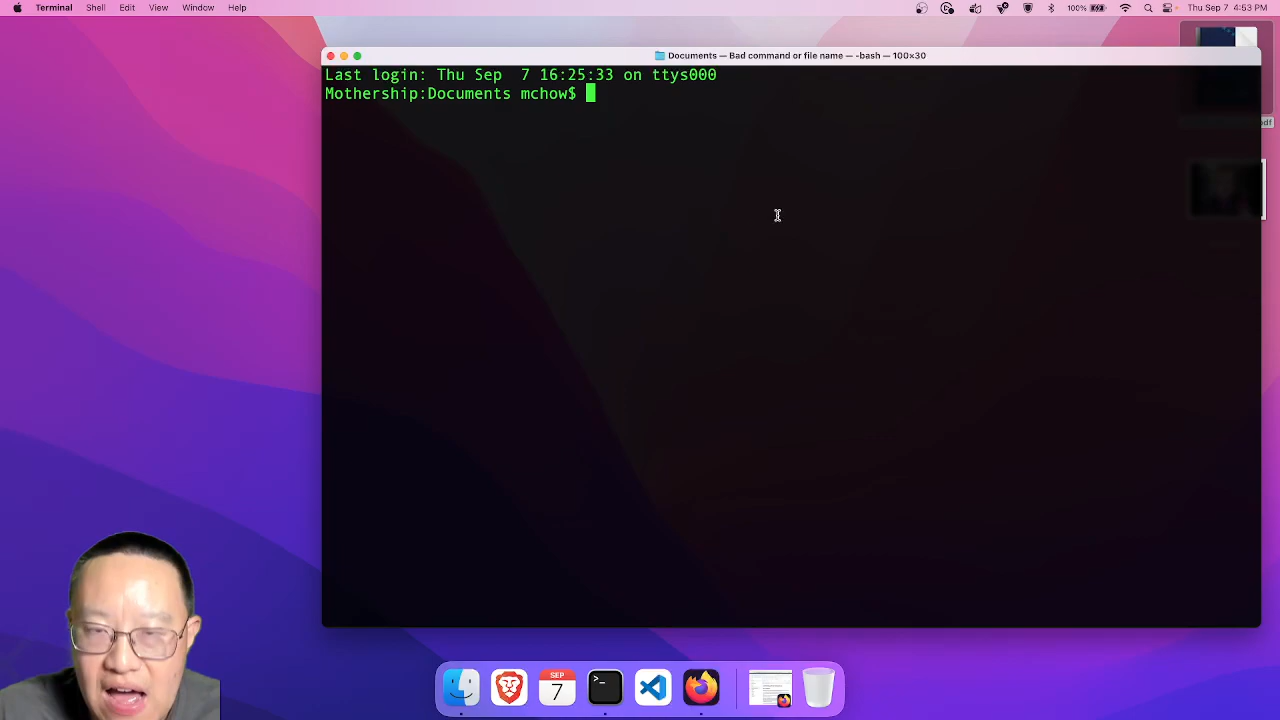 Terminal Shell Edit View Window Help 100% Thu Sep 7 4:53 PM
Documents — Bad command or file name — -bash — 100×30
Last login: Thu Sep  7 16:25:33 on ttys000
Mothership:Documents mchow$
df
SEP
7
>_